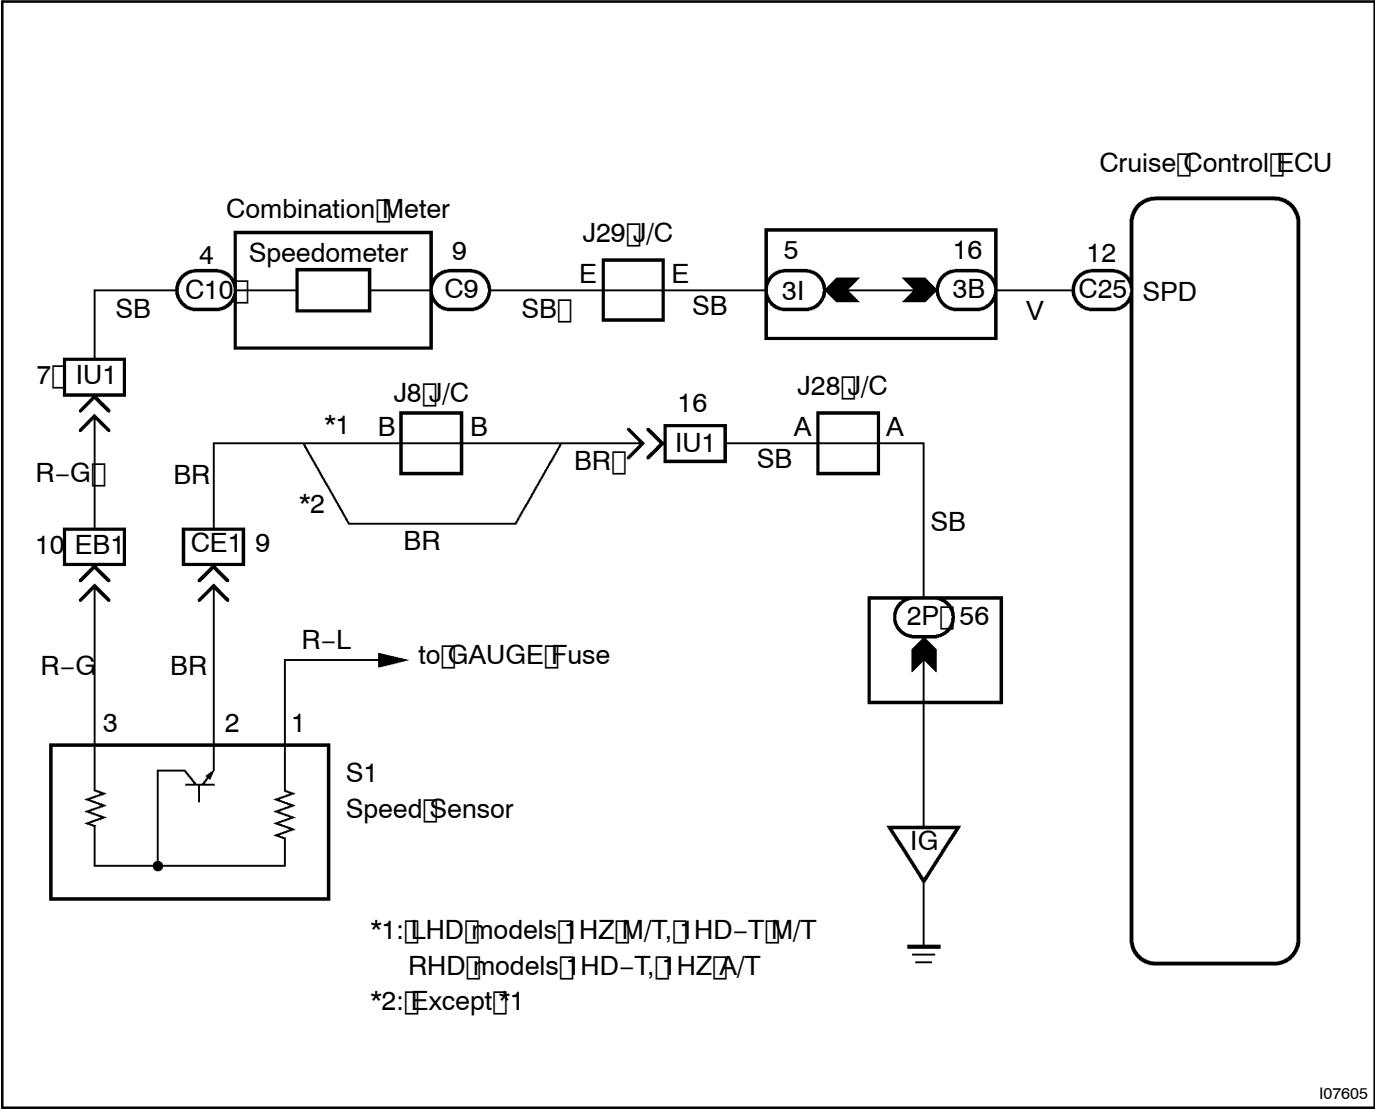 Cruise Control ECU
Combination Meter
Speedometer
J29 J/C
4
9
5
16
12
C10
C9
E
E
3I
3B
C25
SPD
SB
SB
SB
V
7
IU1
J8 J/C
J28 J/C
*1
B
B
16
IU1
A
A
BR
SB
R–G
BR
*2
BR
SB
10
EB1
CE1
9
2P
56
R–L
to GAUGE Fuse
R–G
BR
3
2
1
S1
Speed Sensor
IG
*1: LHD models 1HZ M/T, 1HD–T M/T
RHD models 1HD–T, 1HZ A/T
*2: Except *1
I07605